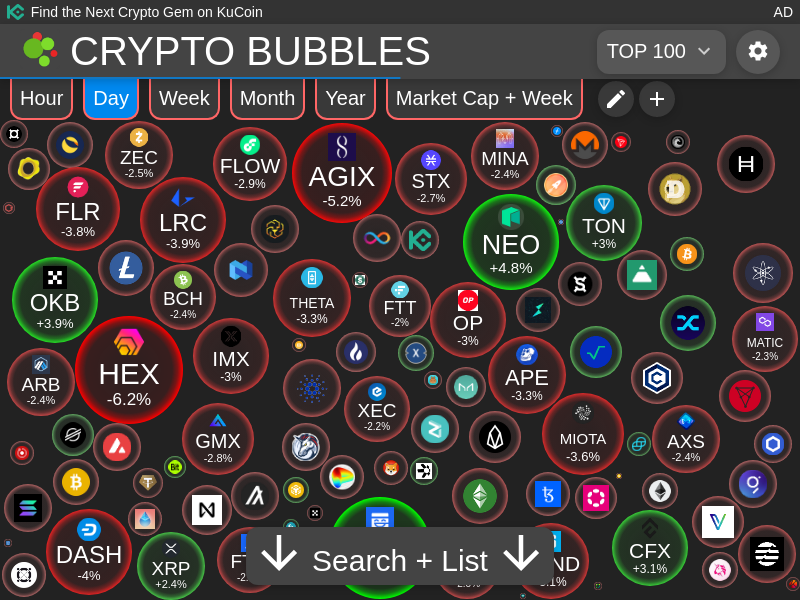 Find the Next Crypto Gem on KuCoin
AD
CRYPTO BUBBLES
TOP 100
Hour
Day
Week
Month
Year
Market Cap + Week
ZEC
-2.5%
FLOW
-2.9%
AGIX
-5.2%
STX
-2.7%
MINA
-2.4%
FLR
-3.8%
LRC
-3.9%
NEO
+4.8%
TON
+3%
OKB
+3.9%
BCH
-2.4%
THETA
-3.3%
FTT
-2%
OP
OP
-3%
MATIC
-2.3%
HEX
-6.2%
IMX
-3%
ARB
-2.4%
APE
-3.3%
XEC
-2.2%
GMX
-2.8%
MIOTA
-3.6%
AXS
-2.4%
Bit
DASH
-4%
XRP
+2.4%
CFX
+3.1%
Search + List